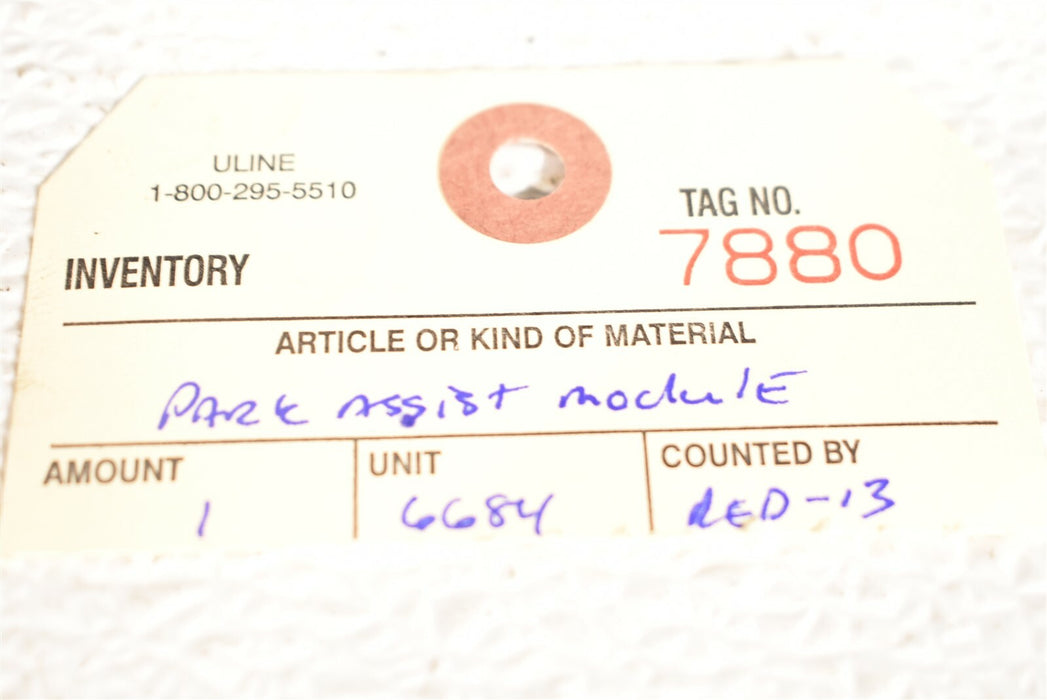 ULINE
1-800-295-5510
TAG NO.
7880
INVENTORY
ARTICLE OR KIND OF MATERIAL
PARK ASSIST modulE
AMOUNT
1
UNIT
6684
COUNTED BY
RED-13